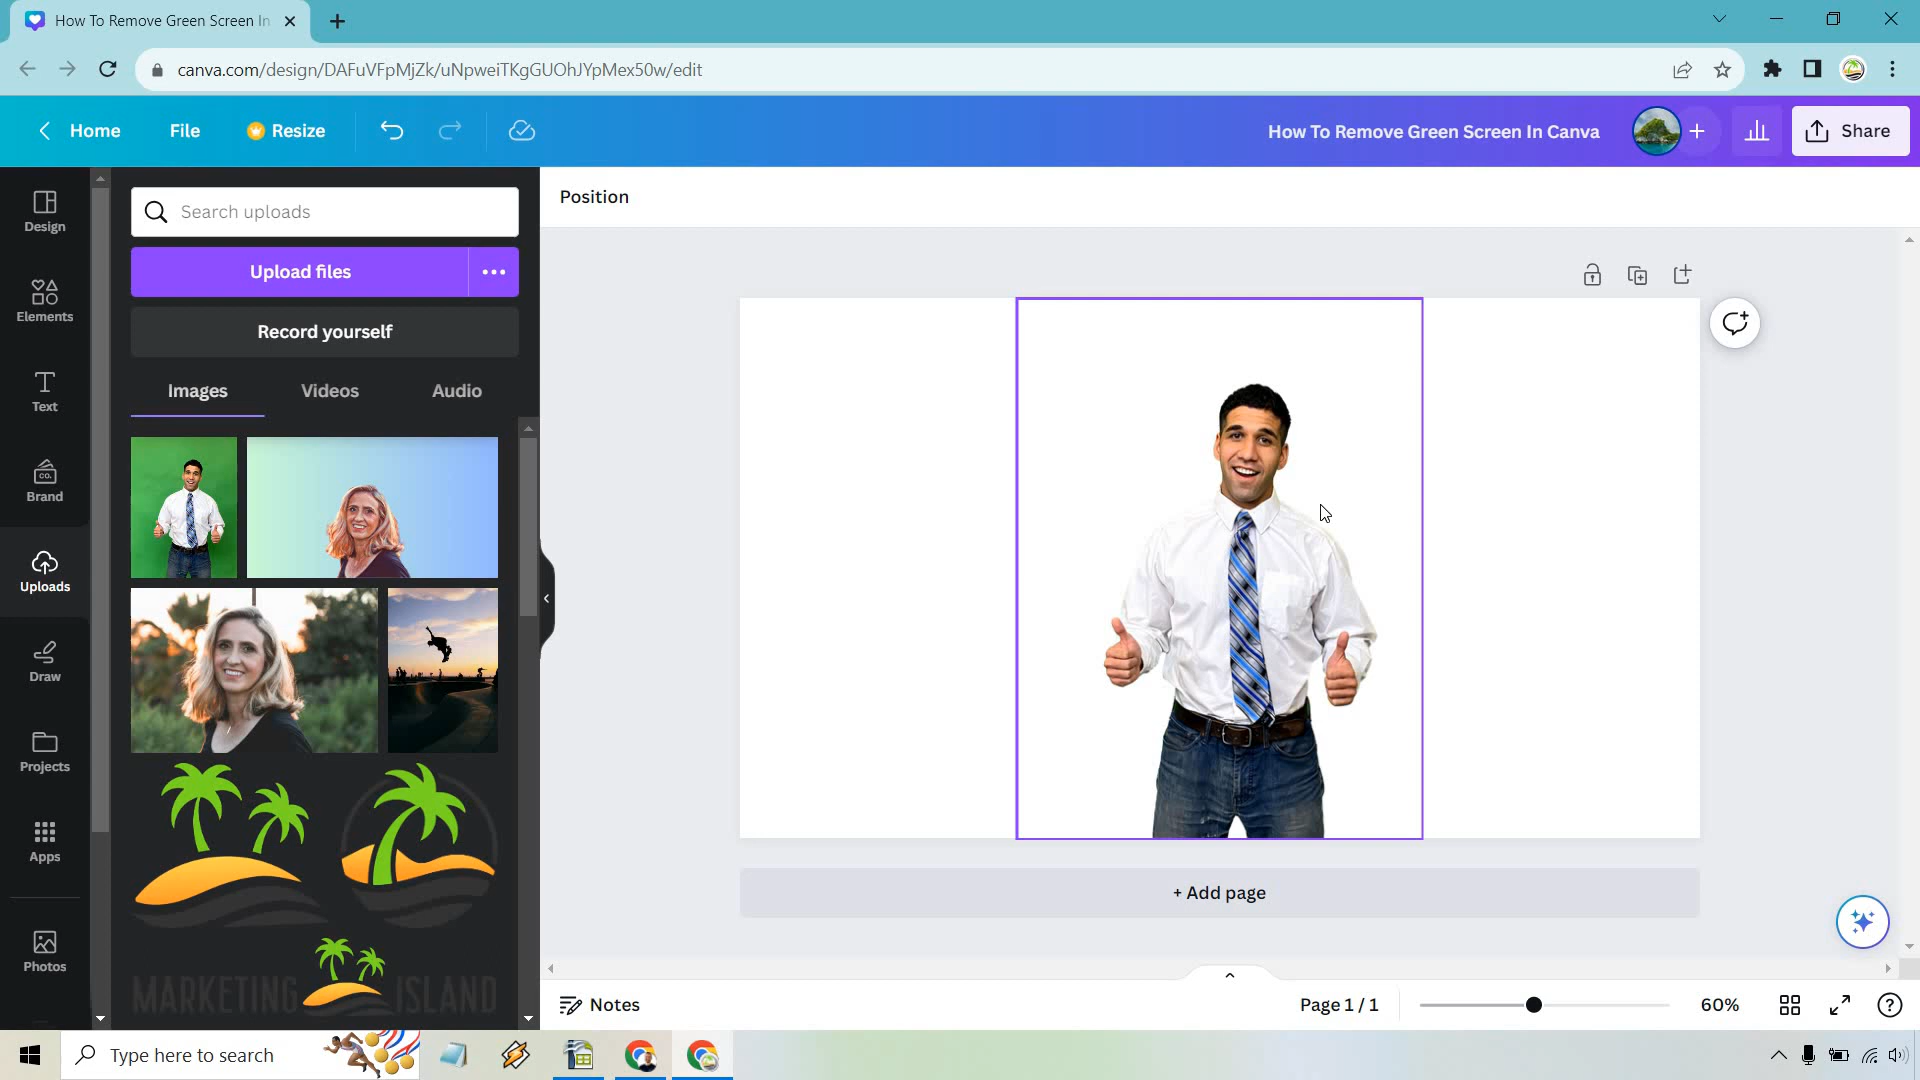 How To Remove Green Screen In
canva.com/design/DAFuVFpMjZk/uNpweiTKgGUOhJYpMex50w/edit
Home
File
Resize
How To Remove Green Screen In Canva
Share
Design
Elements
Text
CO.
Brand
Uploads
Draw
Projects
Apps
Photos
Search uploads
Upload files
Record yourself
Images
Videos
Audio
MARKETING ISLAND
Position
+ Add page
Notes
Page 1 / 1
60%
Type here to search